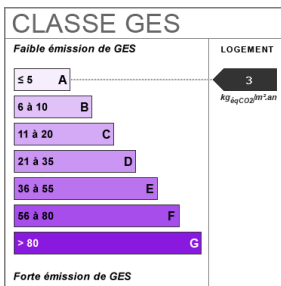 CLASSE GES
Faible émission de GES
LOGEMENT
≤ 5 A
3
kgéqCO2/m².an
6 à 10 B
11 à 20 C
21 à 35 D
36 à 55 E
56 à 80 F
> 80 G
Forte émission de GES